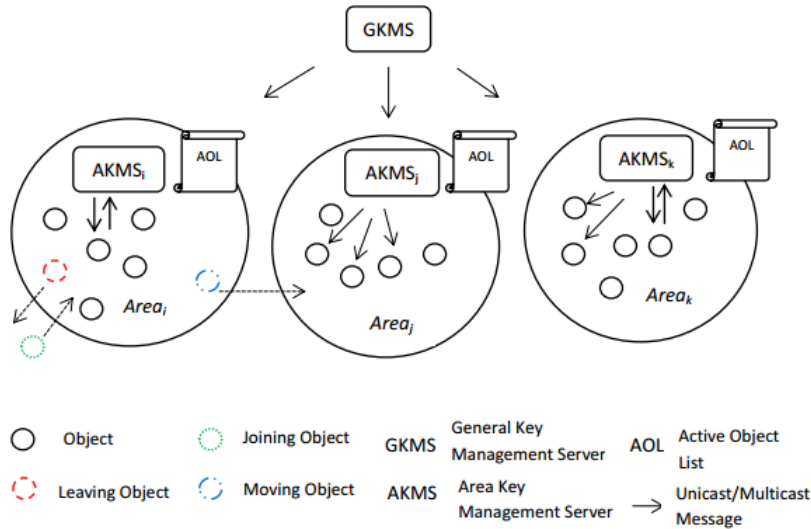 GKMS
AOL
AKMSi
AOL
AKMSj
AOL
AKMSk
Areai
Areaj
Areak
Object
Joining Object
GKMS
General Key
Management Server
AOL
Active Object
List
Leaving Object
Moving Object
AKMS
Area Key
Management Server
Unicast/Multicast
Message